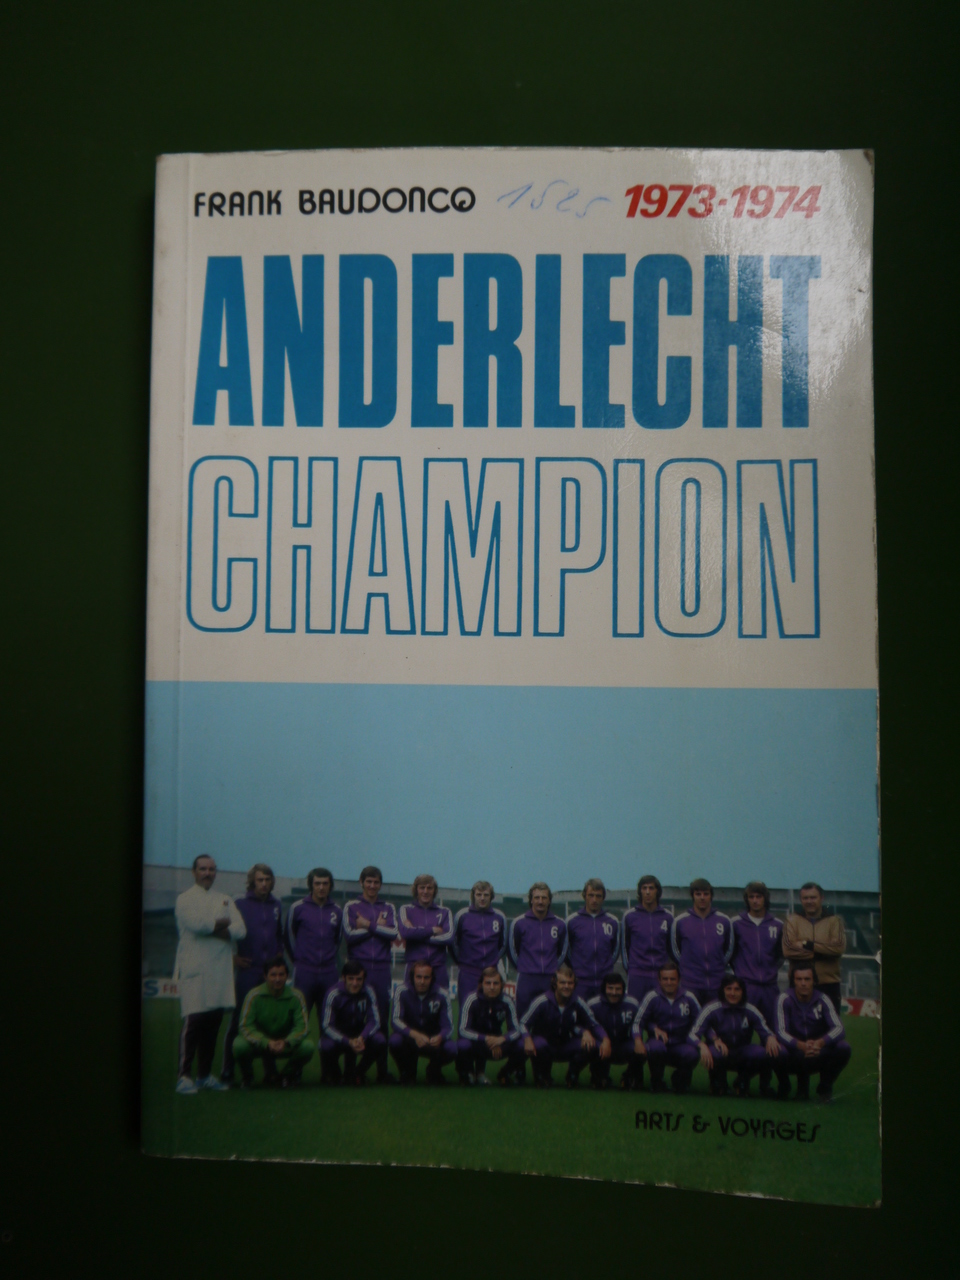 FRANK BAUDONCQ 1525 1973-1974
ANDERLECHT
CHAMPION
ARTS & VOYAGES